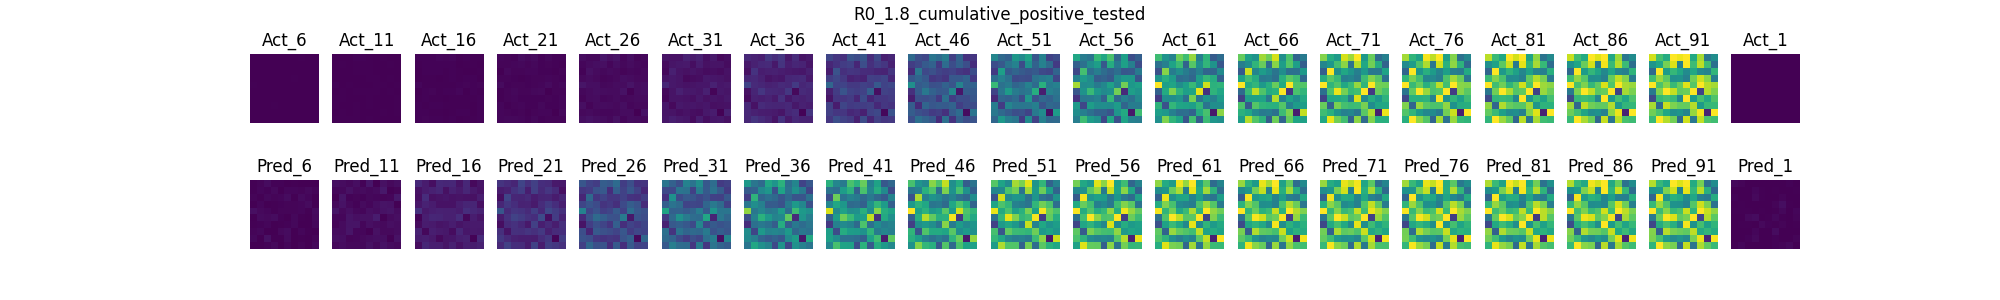 R0_1.8_cumulative_positive_tested
Act_6 Act_11 Act_16 Act_21 Act_26 Act_31 Act_36 Act_41 Act_46 Act_51 Act_56 Act_61 Act_66 Act_71 Act_76 Act_81 Act_86 Act_91 Act_1
Pred_6 Pred_11 Pred_16 Pred_21 Pred_26 Pred_31 Pred_36 Pred_41 Pred_46 Pred_51 Pred_56 Pred_61 Pred_66 Pred_71 Pred_76 Pred_81 Pred_86 Pred_91 Pred_1